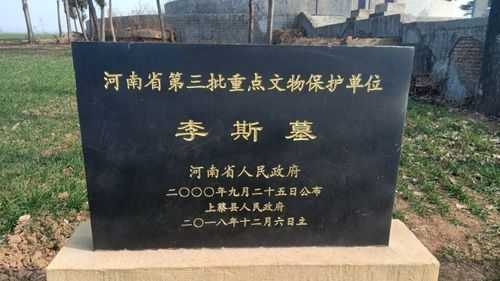 河南省第三批重点文物保护单位
李斯墓
河南省人民政府
二〇〇〇年九月二十五日公布
上蔡县人民政府
二〇一八年十二月六日立